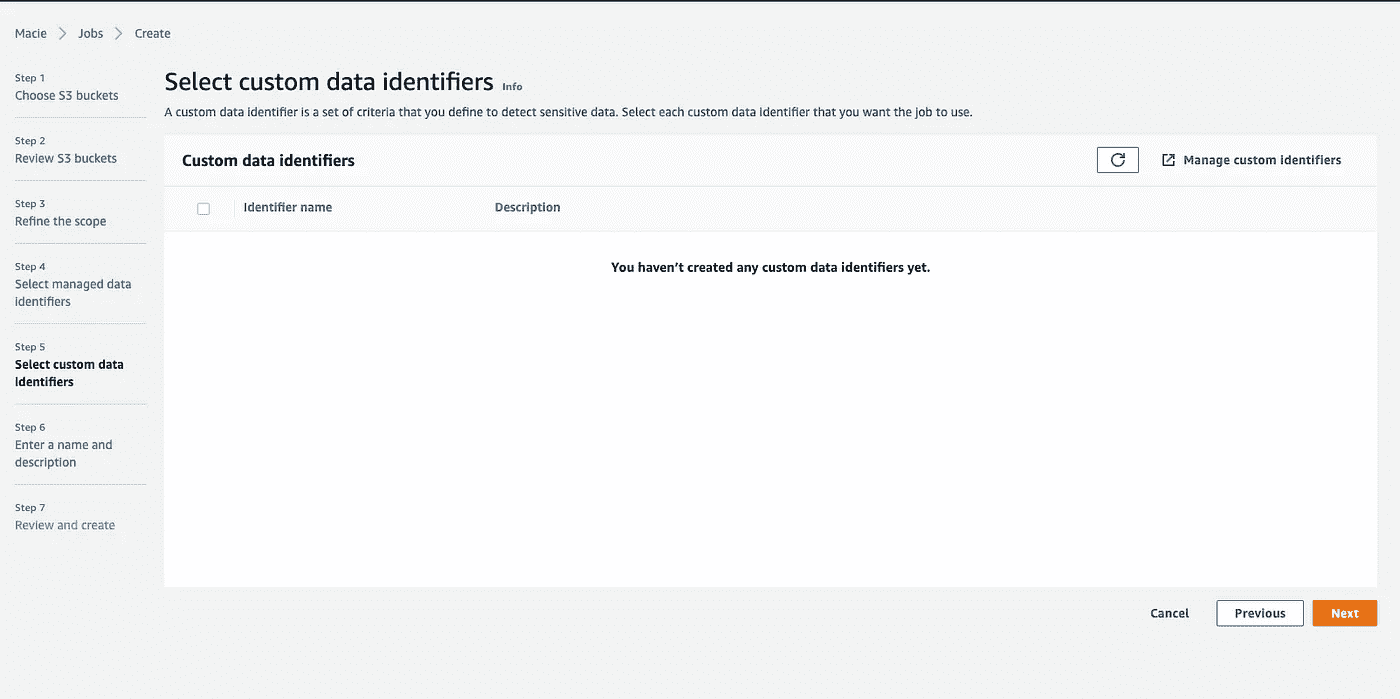 Macie > Jobs > Create
Step 1
Choose S3 buckets
Step 2
Review S3 buckets
Step 3
Refine the scope
Step 4
Select managed data
identifiers
Step 5
Select custom data
identifiers
Step 6
Enter a name and
description
Step 7
Review and create
Select custom data identifiers Info
A custom data identifier is a set of criteria that you define to detect sensitive data. Select each custom data identifier that you want the job to use.
Custom data identifiers
Manage custom identifiers
Identifier name Description
You haven’t created any custom data identifiers yet.
Cancel Previous Next